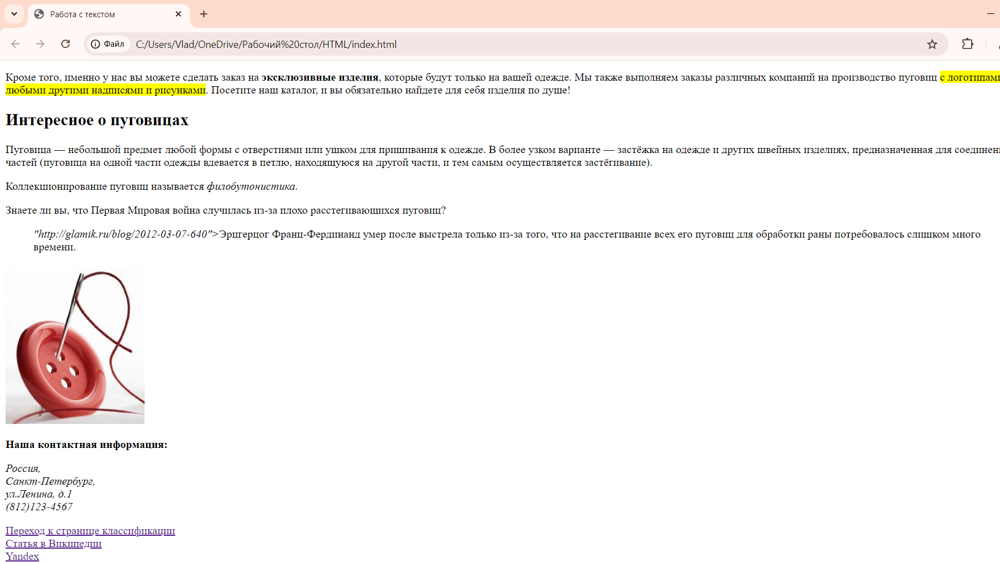 Работа с текстом
Файл C:/Users/Vlad/OneDrive/Рабочий%20стол/HTML/index.html
Кроме того, именно у нас вы можете сделать заказ на эксклюзивные изделия, которые будут только на вашей одежде. Мы также выполняем заказы различных компаний на производство пуговиц с логотипами
любыми другими надписями и рисунками. Посетите наш каталог, и вы обязательно найдете для себя изделия по душе!
Интересное о пуговицах
Пуговица — небольшой предмет любой формы с отверстиями или ушком для пришивания к одежде. В более узком варианте — застёжка на одежде и других швейных изделиях, предназначенная для
частей (пуговица на одной части одежды вдевается в петлю, находящуюся на другой части, и тем самым осуществляется застёгивание).
Коллекционирование пуговиц называется филобутонистика.
Знаете ли вы, что Первая Мировая война случилась из-за плохо расстегивающихся пуговиц?
"http://glamik.ru/blog/2012-03-07-640">Эрцгерцог Франц-Фердинанд умер после выстрела только из-за того, что на расстегивание всех его пуговиц для обработки раны потребовалось слишком много
времени.
Наша контактная информация:
Россия,
Санкт-Петербург,
ул.Ленина, д.1
(812)123-4567
Переход к странице классификации
Статья в Википедии
Yandex